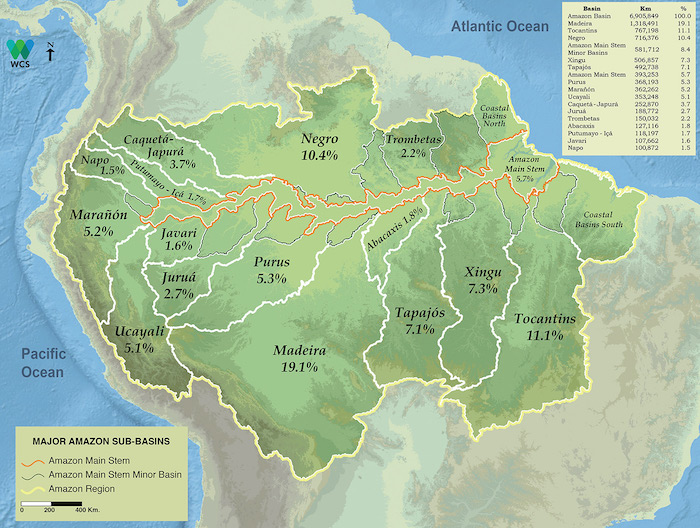 Atlantic Ocean
WCS
N
Basin Km %
Amazon Basin 6,905,849 100.0
Madeira 1,318,491 19.1
Tocantins 767,198 11.1
Negro 716,376 10.4
Amazon Main Stem
Minor Basins 581,712 8.4
Xingu 506,857 7.3
Tapajós 492,738 7.1
Amazon Main Stem 393,253 5.7
Purus 368,193 5.3
Marañón 362,262 5.2
Ucayali 353,248 5.1
Caquetá-Japurá 252,870 3.7
Juruá 188,772 2.7
Trombetas 150,032 2.2
Abacaxis 127,116 1.8
Putumayo - Içá 118,197 1.7
Javari 107,662 1.6
Napo 100,872 1.5
Coastal
Basins
North
Caquetá-
Japurá
3.7%
Negro
10.4%
Trombetas
2.2%
Napo
1.5%
Putumayo - Içá 1.7%
Amazon
Main Stem
5.7%
Marañón
5.2%
Javari
1.6%
Abacaxis 1.8%
Coastal
Basins South
Juruá
2.7%
Purus
5.3%
Xingu
7.3%
Tapajós
7.1%
Tocantins
11.1%
Ucayali
5.1%
Madeira
19.1%
Pacific
Ocean
MAJOR AMAZON SUB-BASINS
Amazon Main Stem
Amazon Main Stem Minor Basin
Amazon Region
0 200 400 Km.